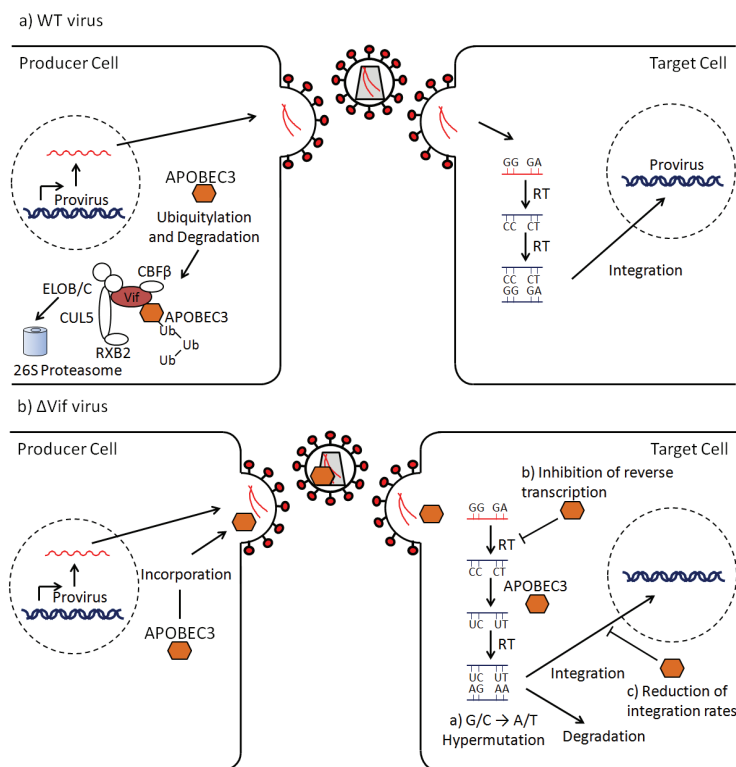 a) WT virus
Producer Cell
Target Cell
Provirus
APOBEC3
Ubiquitylation
and Degradation
CBFβ
ELOB/C
Vif
CUL5
APOBEC3
Ub
Ub
Ub
RXB2
26S Proteasome
GG GA
RT
CC CT
RT
CC CT
GG GA
Integration
Provirus
b) ΔVif virus
Producer Cell
Target Cell
Provirus
Incorporation
APOBEC3
b) Inhibition of reverse
transcription
GG GA
RT
CC CT
APOBEC3
UC UT
RT
UC UT
AG AA
Integration
a) G/C → A/T
Hypermutation
Degradation
c) Reduction of
integration rates